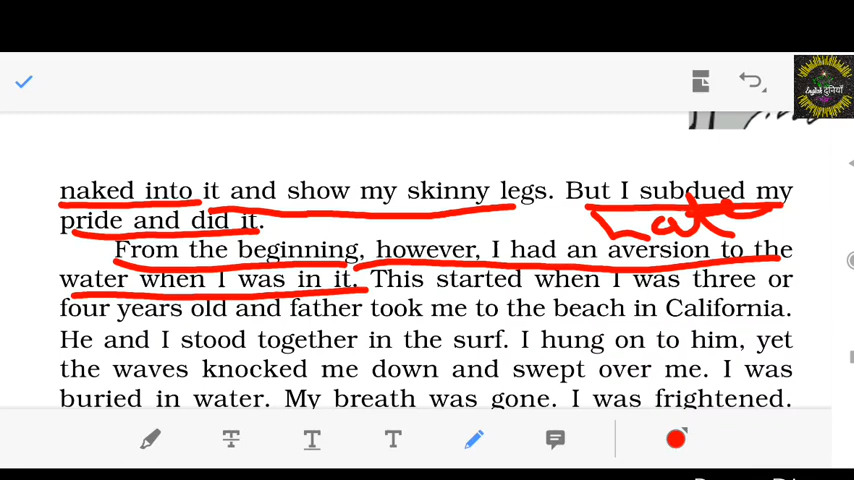 English दुनियाँ
naked into it and show my skinny legs. But I subdued my
pride and did it.
From the beginning, however, I had an aversion to the
water when I was in it. This started when I was three or
four years old and father took me to the beach in California.
He and I stood together in the surf. I hung on to him, yet
the waves knocked me down and swept over me. I was
buried in water. My breath was gone. I was frightened.
T T T